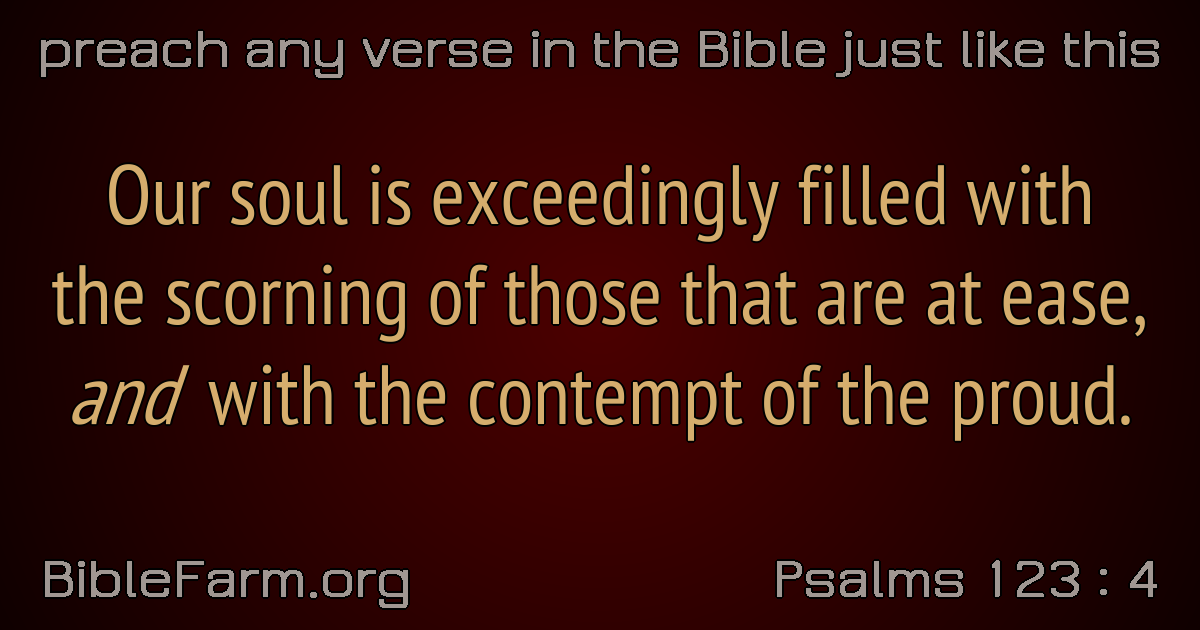 preach any verse in the Bible just like this
Our soul is exceedingly filled with
the scorning of those that are at ease,
and with the contempt of the proud.
BibleFarm.org
Psalms 123 : 4